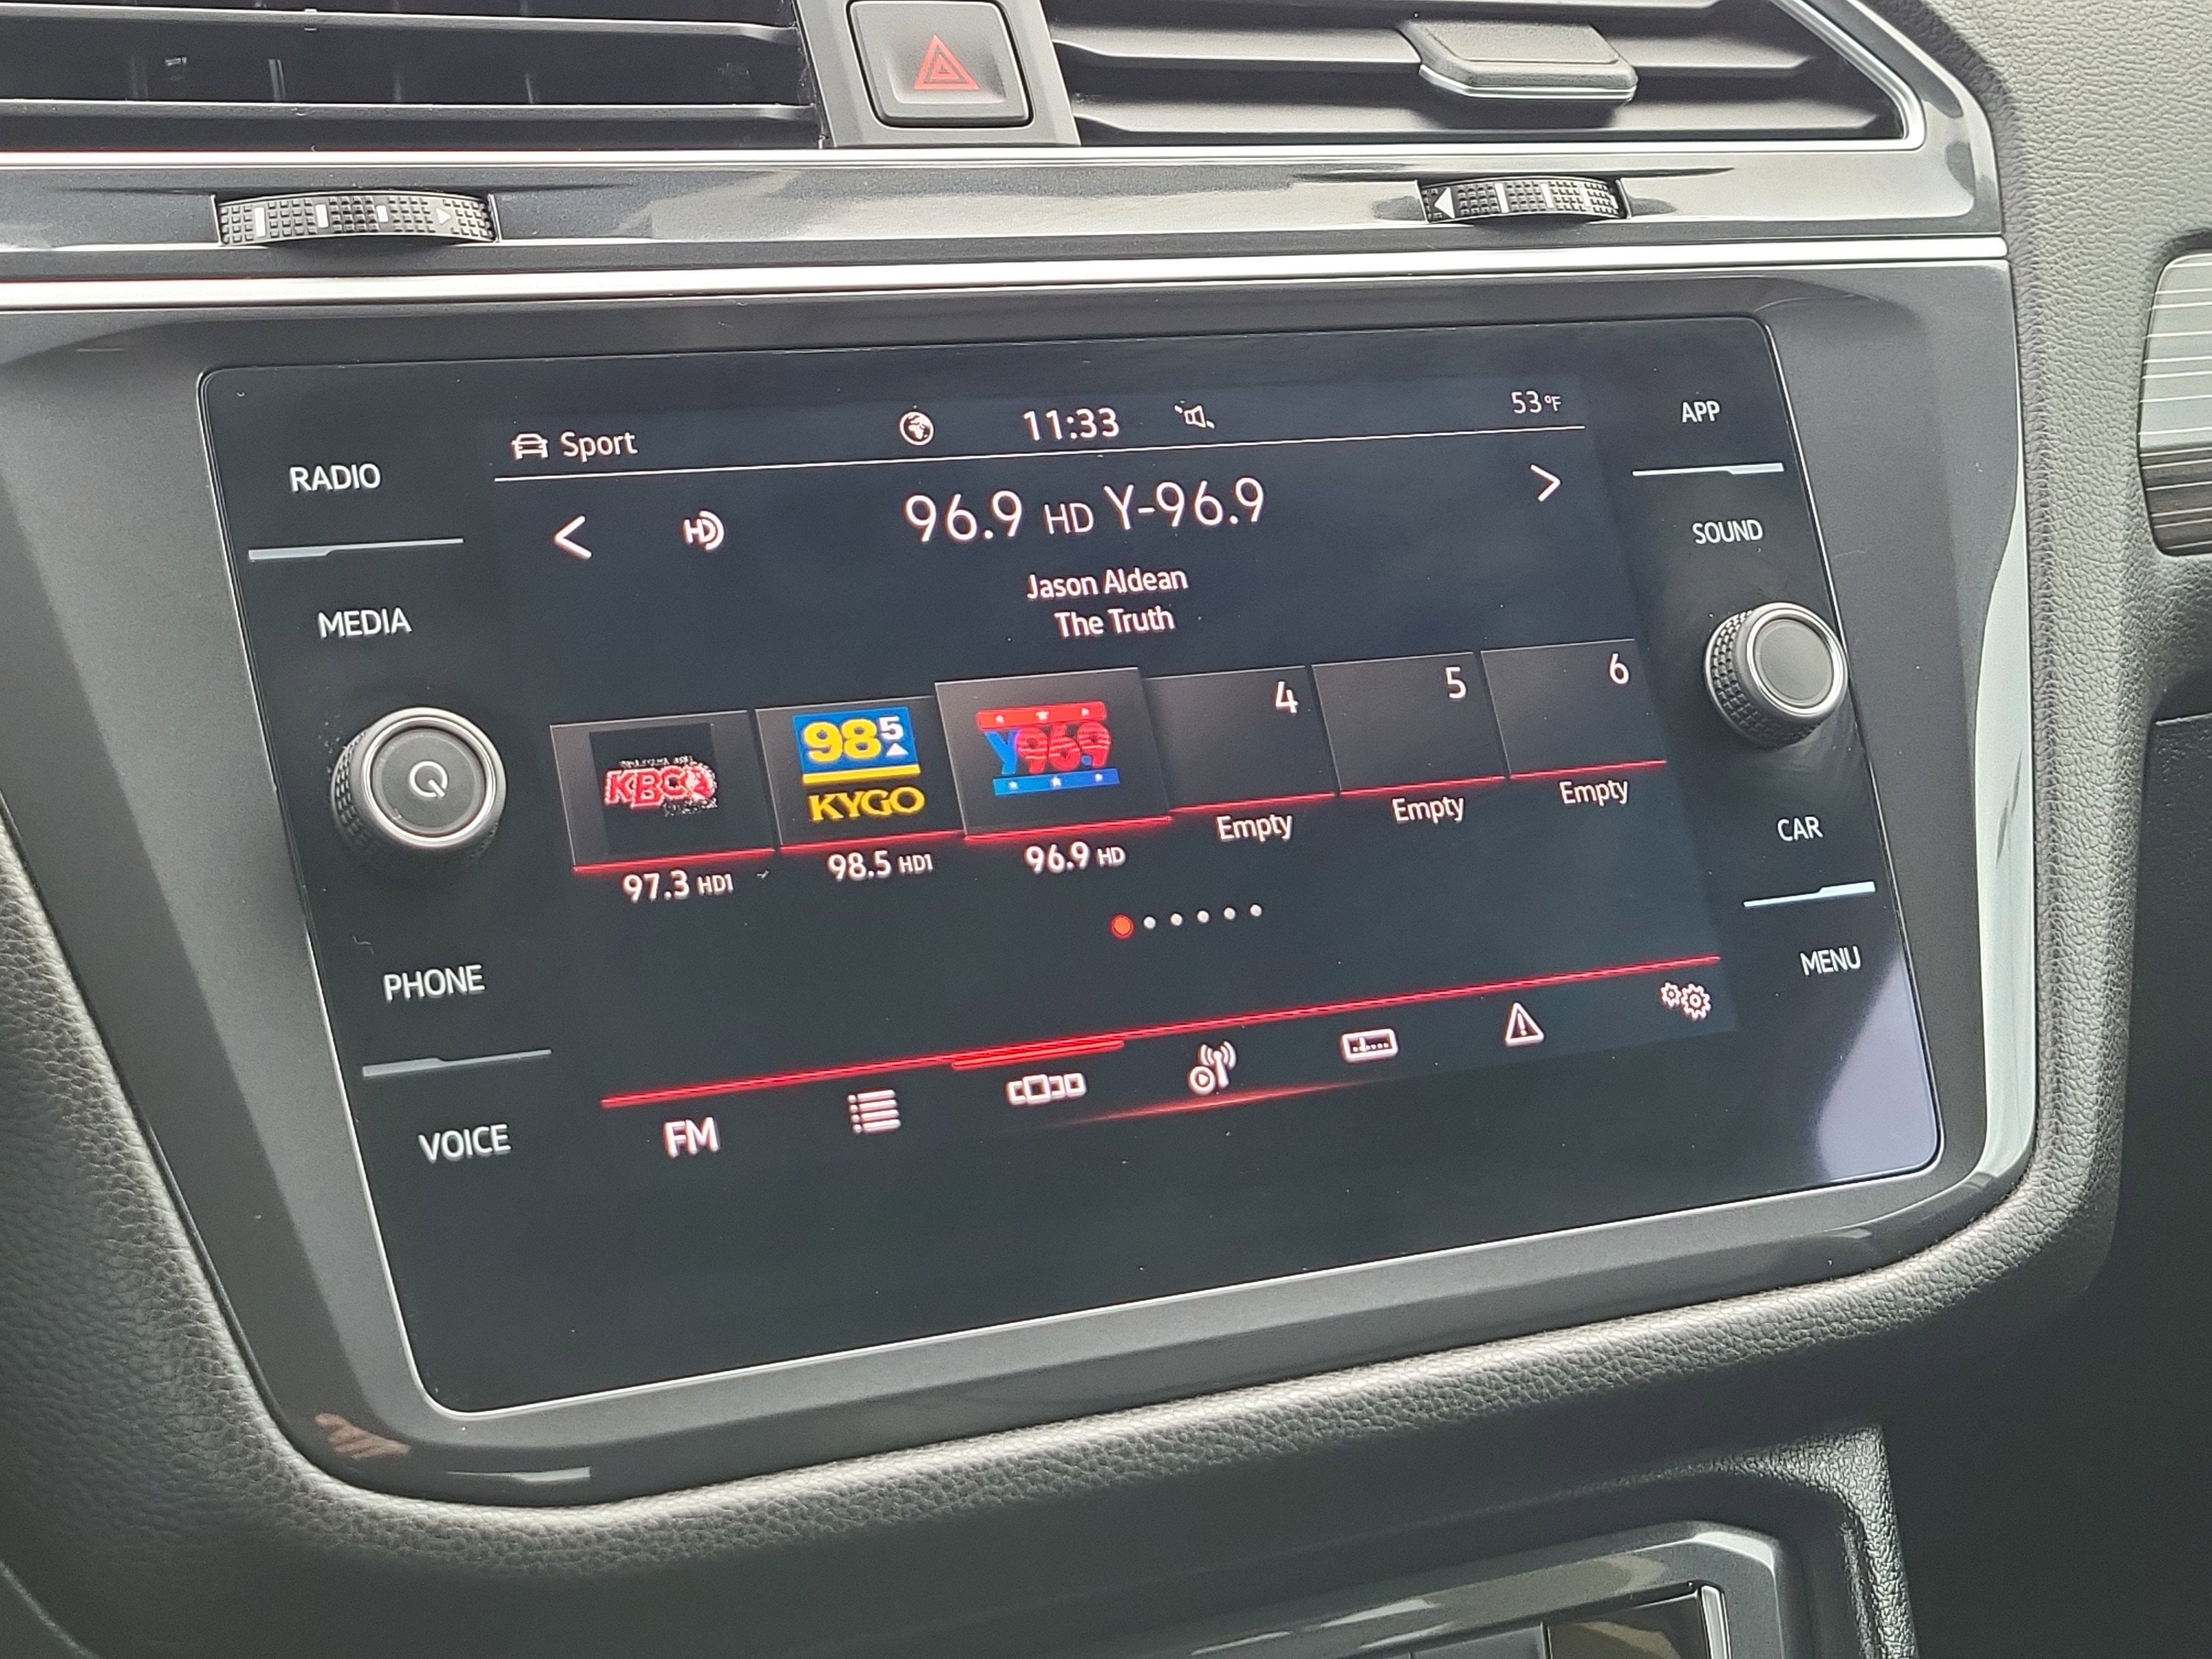 RADIO
MEDIA
PHONE
VOICE
Sport
11:33
53°F
96.9 HD Y-96.9
Jason Aldean
The Truth
KBCO
98.5
KYGO
Y96.9
4
5
6
97.3 HD1
98.5 HD1
96.9 HD
Empty
Empty
Empty
FM
APP
SOUND
CAR
MENU